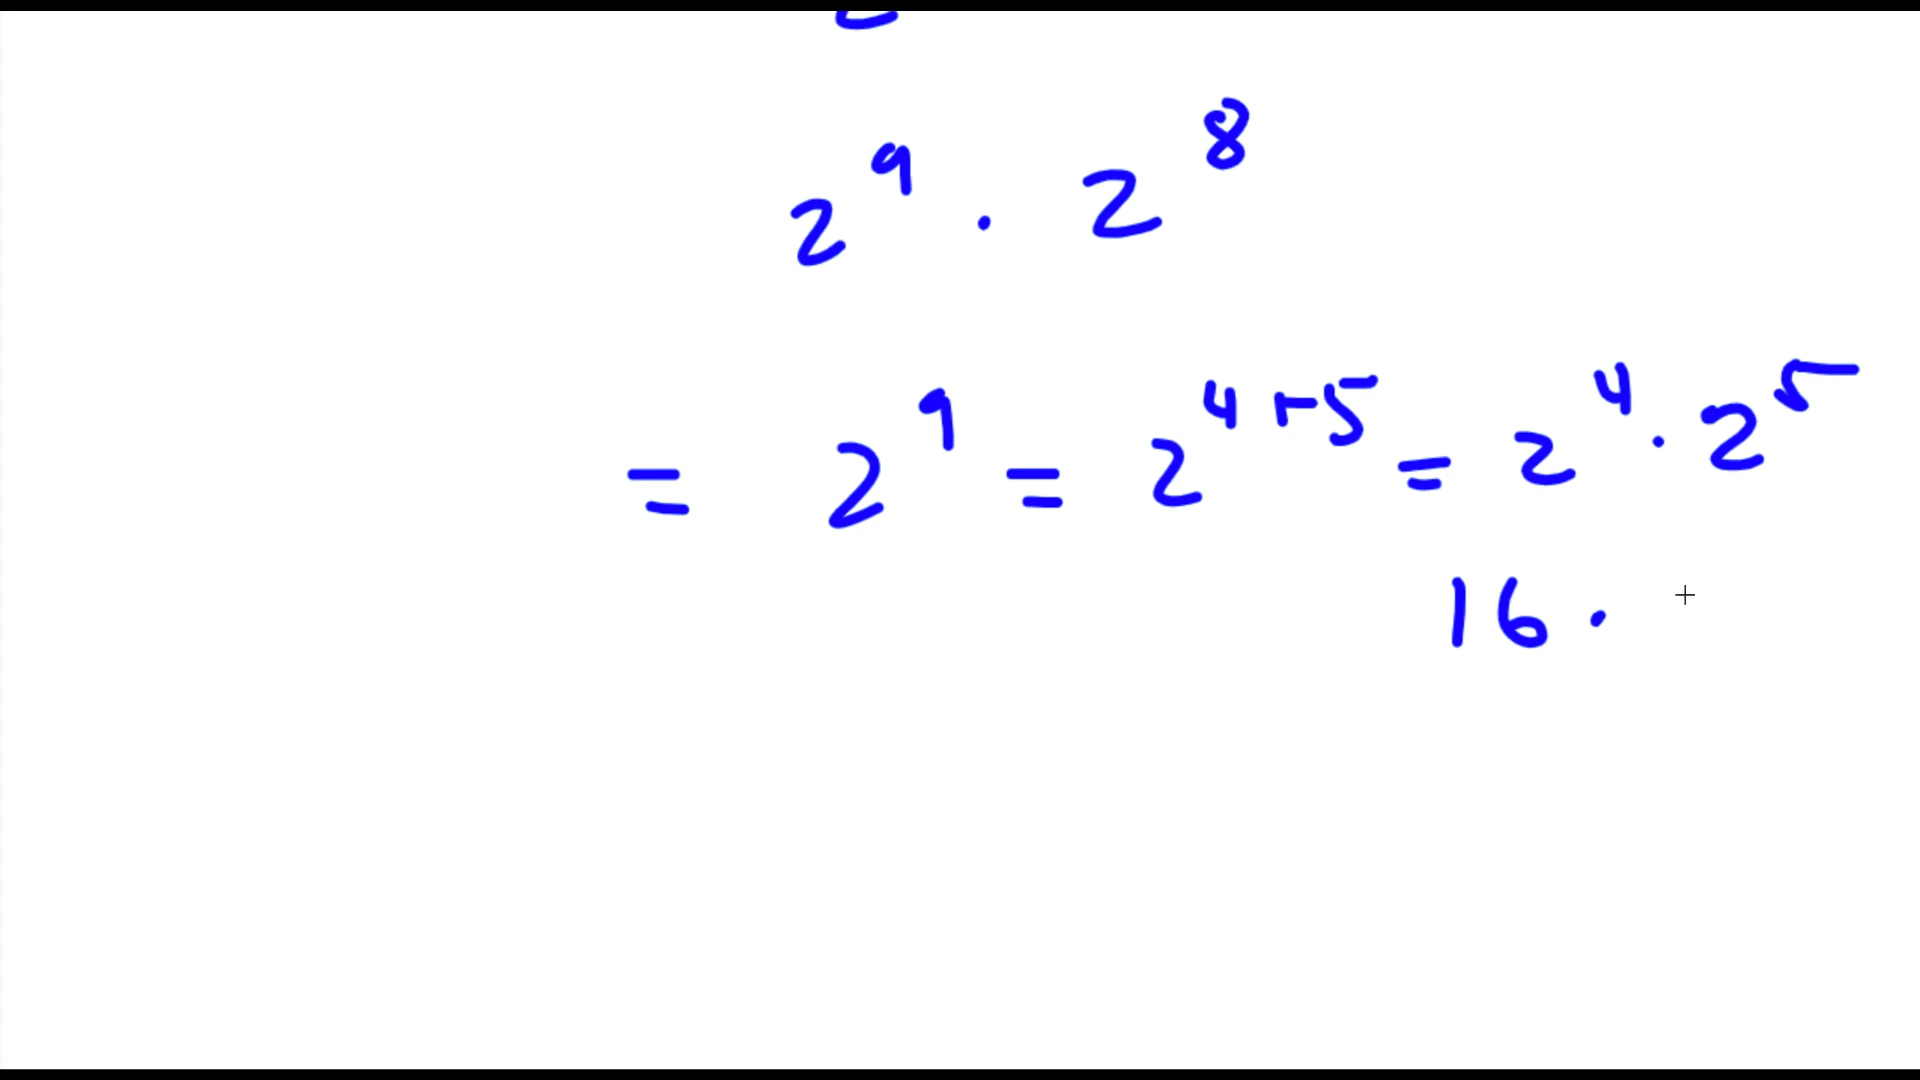 2⁹ · 2⁸
= 2⁹ = 2⁴⁺⁵ = 2⁴ · 2⁵
16 ·